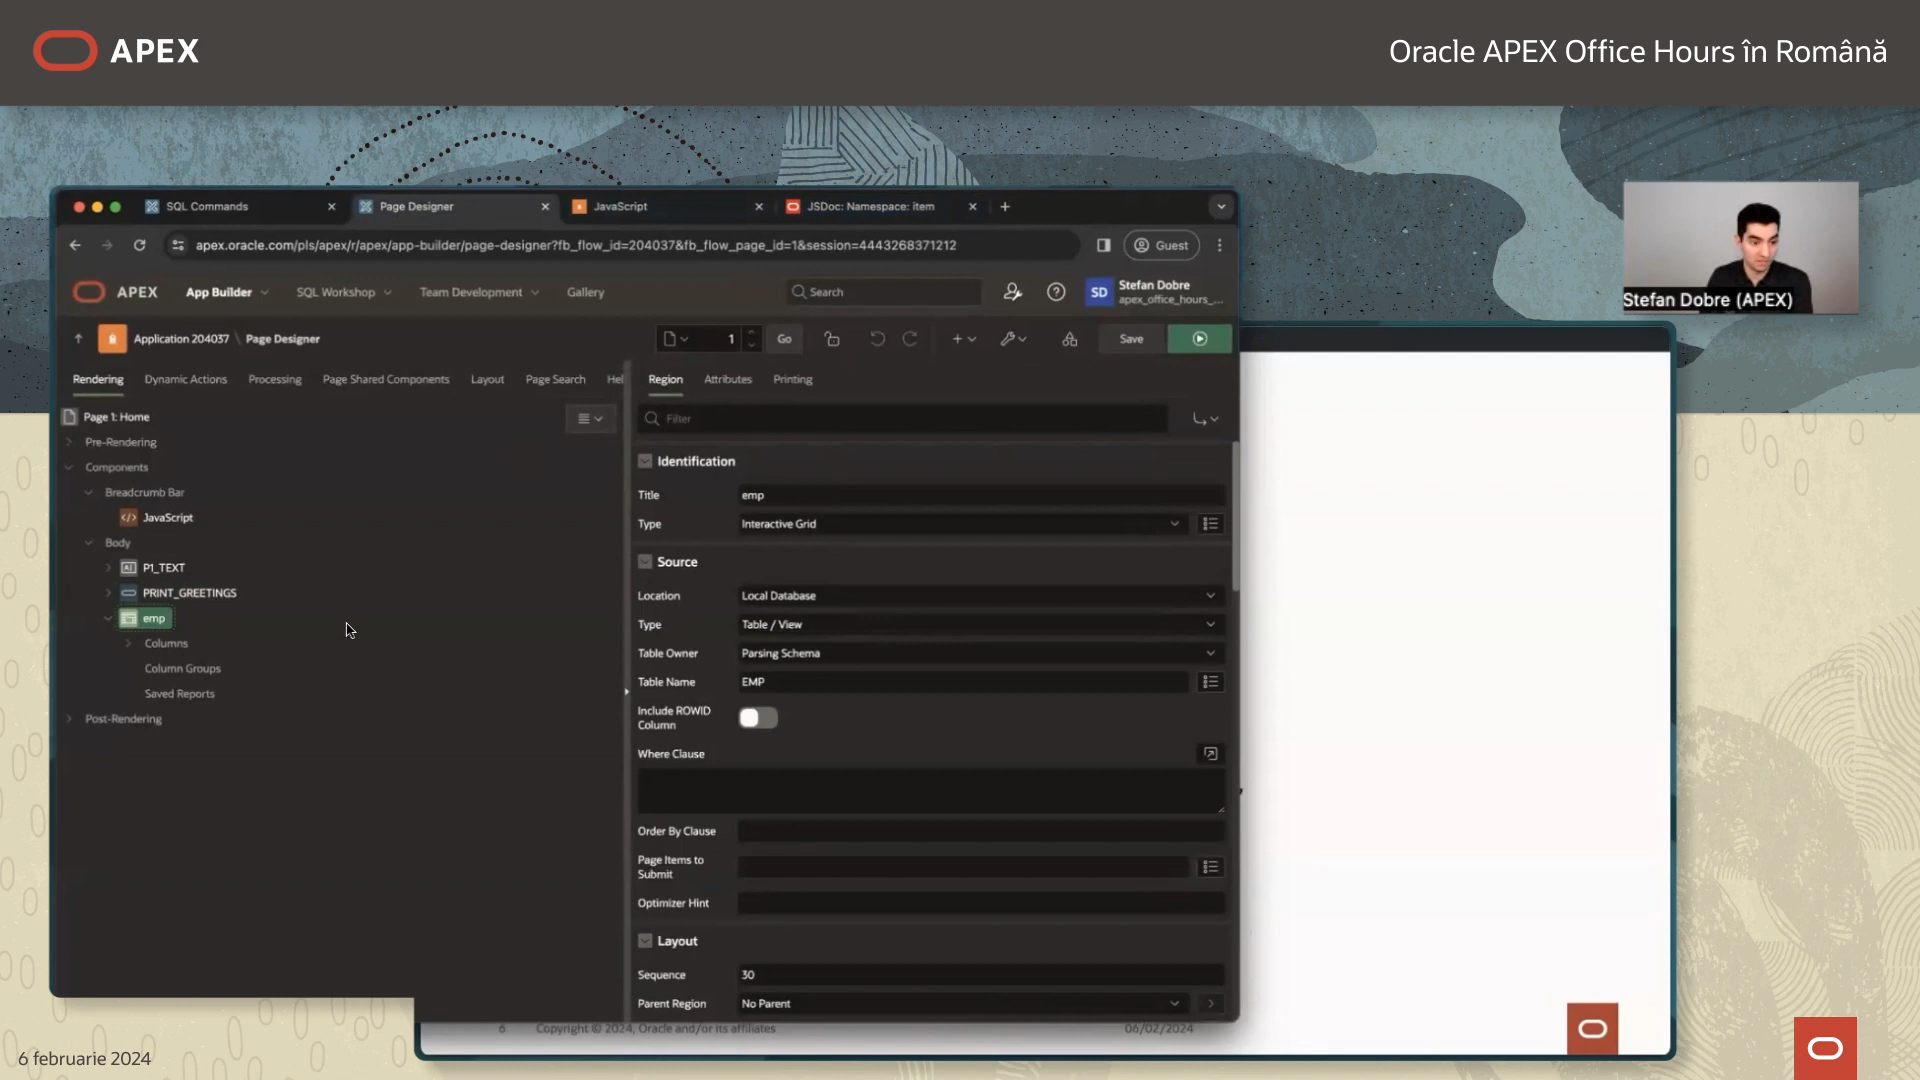 APEX
Oracle APEX Office Hours în Română
SQL Commands
Page Designer
JavaScript
JSDoc: Namespace: item
apex.oracle.com/pls/apex/r/apex/app-builder/page-designer?fb_flow_id=204037&fb_flow_page_id=1&session=4443268371212
Guest
APEX
App Builder
SQL Workshop
Team Development
Gallery
Search
SD
Stefan Dobre
apex_office_hours_...
Stefan Dobre (APEX)
Application 204037 \ Page Designer
1
Go
Save
Rendering
Dynamic Actions
Processing
Page Shared Components
Layout
Page Search
Hel
Region
Attributes
Printing
Page 1: Home
Filter
Pre-Rendering
Components
Breadcrumb Bar
JavaScript
Body
P1_TEXT
PRINT_GREETINGS
emp
Columns
Column Groups
Saved Reports
Post-Rendering
Identification
Title
emp
Type
Interactive Grid
Source
Location
Local Database
Type
Table / View
Table Owner
Parsing Schema
Table Name
EMP
Include ROWID
Column
Where Clause
Order By Clause
Page Items to
Submit
Optimizer Hint
Layout
Sequence
30
Parent Region
No Parent
6
Copyright © 2024, Oracle and/or its affiliates
06/02/2024
6 februarie 2024